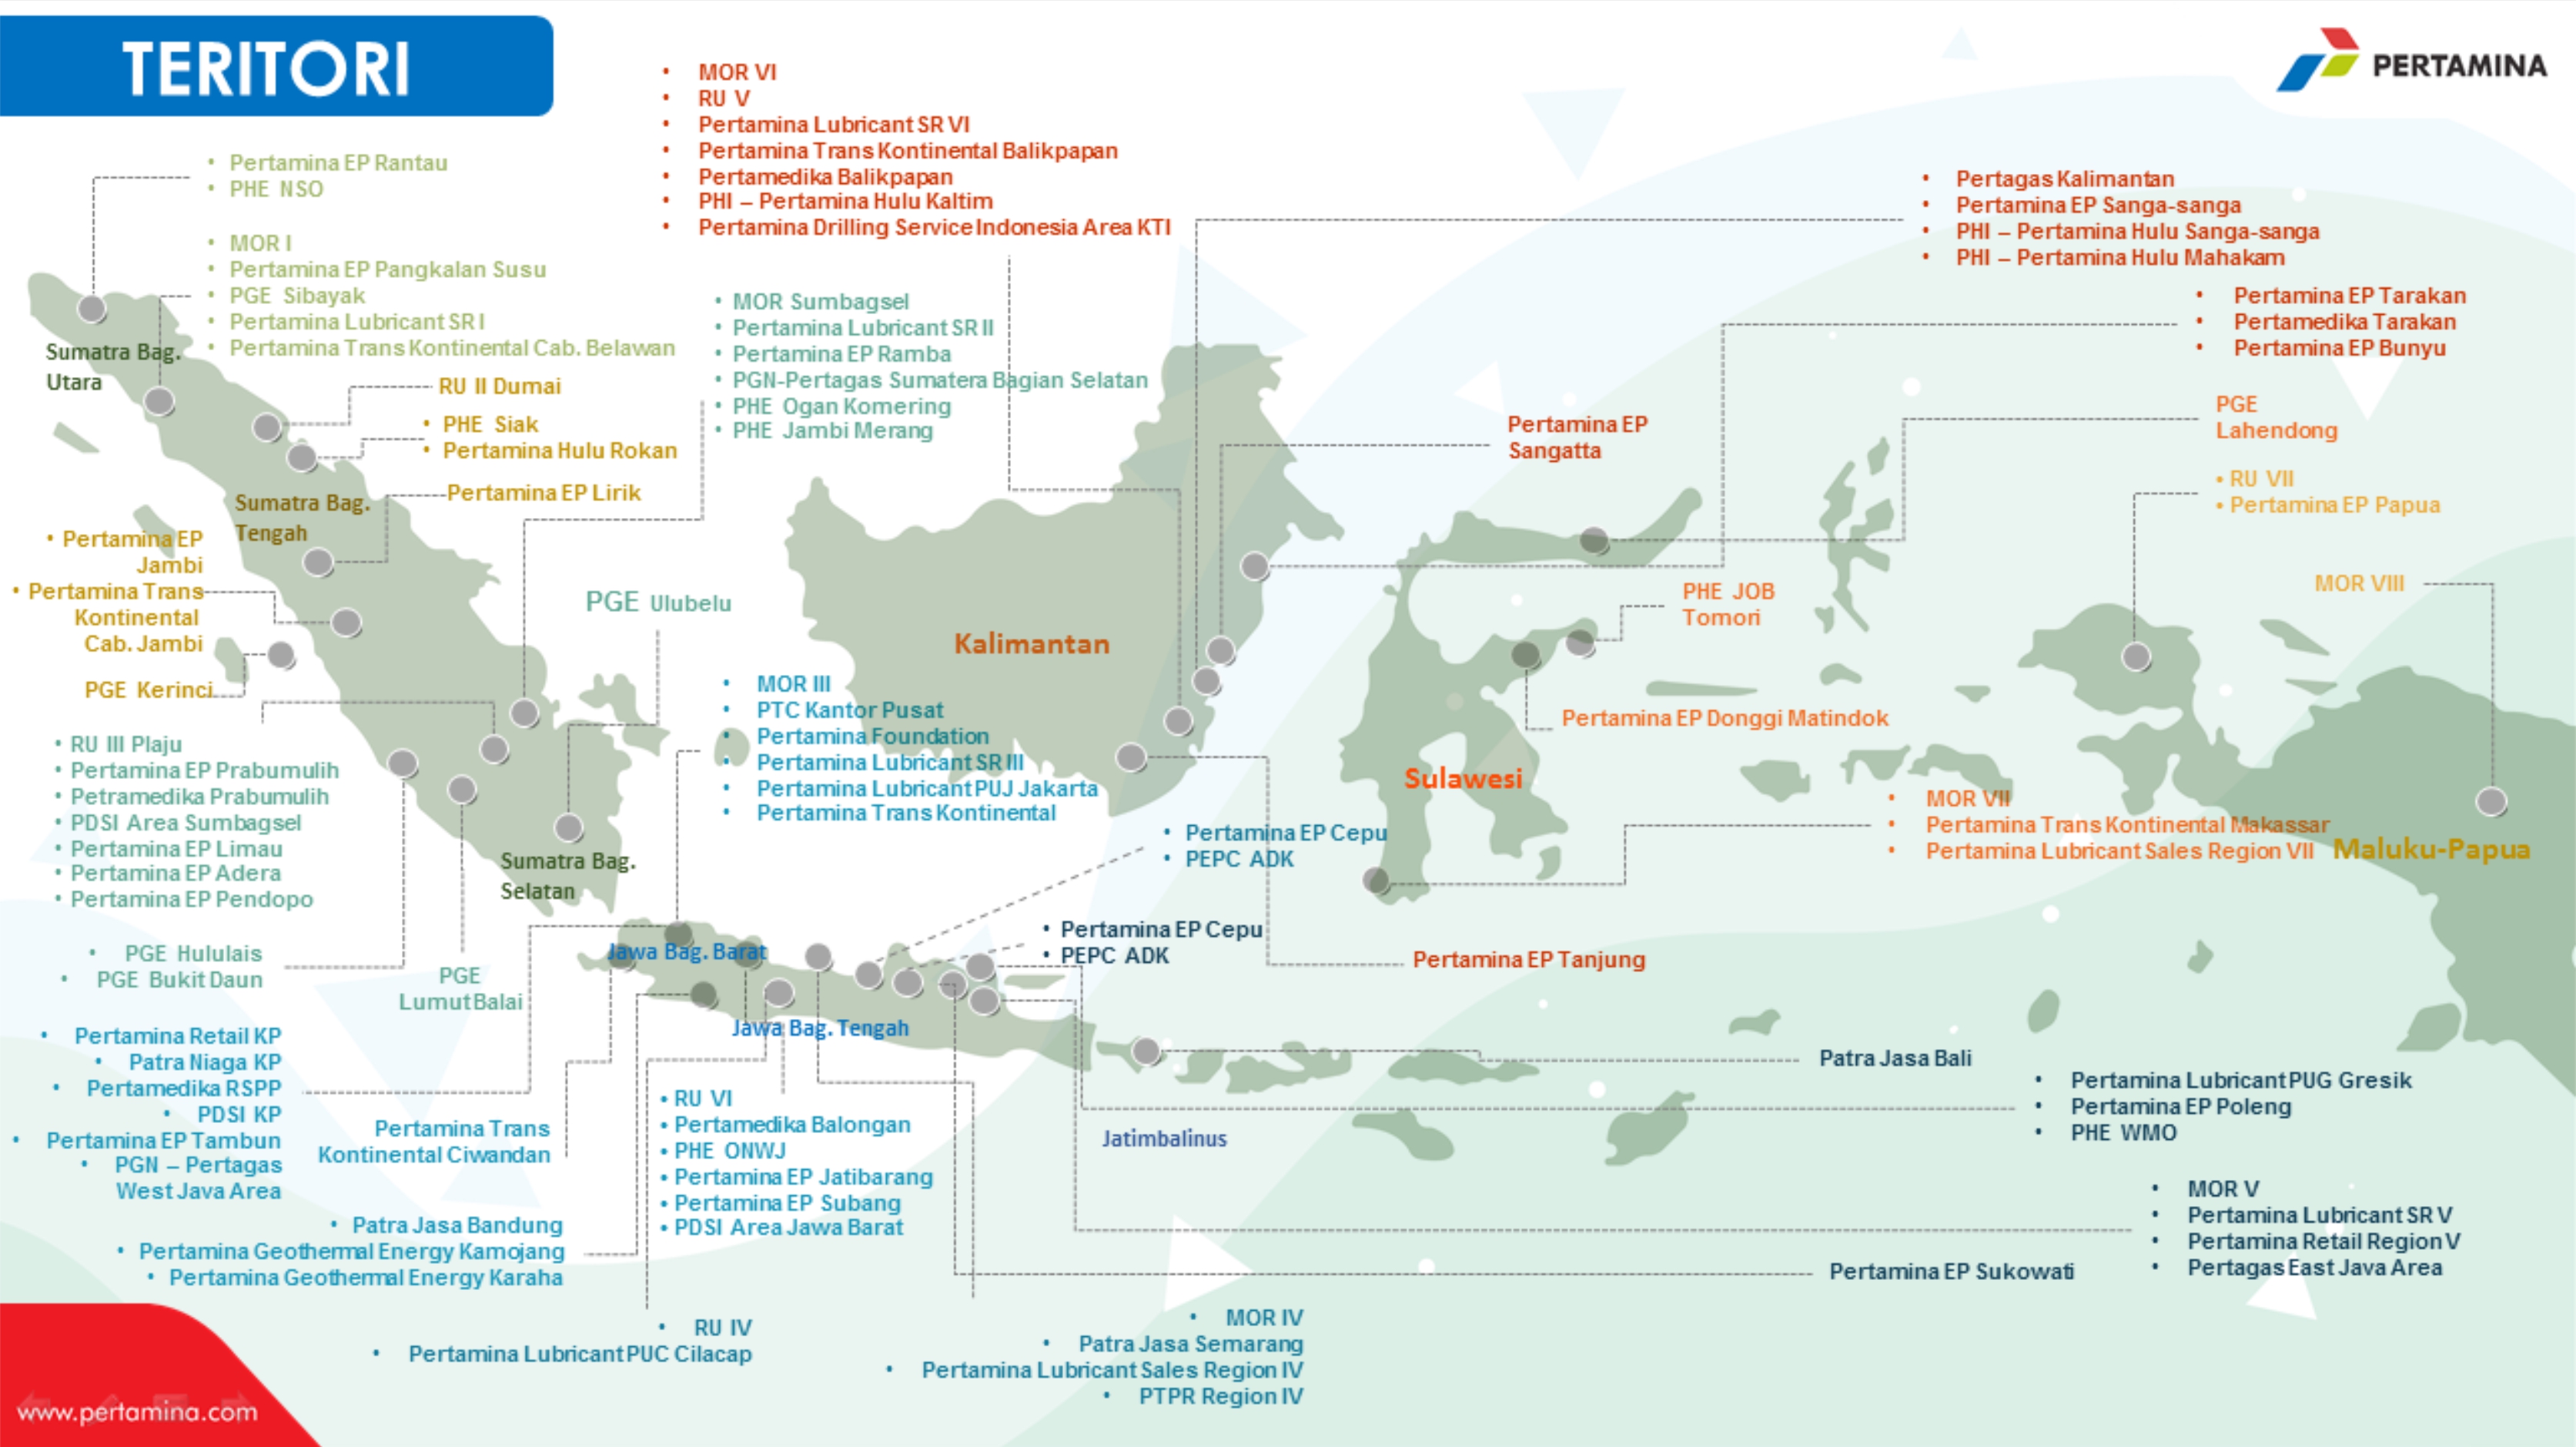 TERITORI
PERTAMINA
• MOR VI
• RU V
• Pertamina Lubricant SR VI
• Pertamina Trans Kontinental Balikpapan
• Pertamedika Balikpapan
• PHI – Pertamina Hulu Kaltim
• Pertamina Drilling Service Indonesia Area KTI
• Pertamina EP Rantau
• PHE NSO
• MOR I
• Pertamina EP Pangkalan Susu
• PGE Sibayak
• Pertamina Lubricant SR I
• Pertamina Trans Kontinental Cab. Belawan
Sumatra Bag.
Utara
• Pertagas Kalimantan
• Pertamina EP Sanga-sanga
• PHI – Pertamina Hulu Sanga-sanga
• PHI – Pertamina Hulu Mahakam
• Pertamina EP Tarakan
• Pertamedika Tarakan
• Pertamina EP Bunyu
• MOR Sumbagsel
• Pertamina Lubricant SR II
• Pertamina EP Ramba
• PGN-Pertagas Sumatera Bagian Selatan
• PHE Ogan Komering
• PHE Jambi Merang
RU II Dumai
• PHE Siak
• Pertamina Hulu Rokan
Pertamina EP Lirik
Sumatra Bag.
Tengah
Pertamina EP
Sangatta
PGE
Lahendong
• RU VII
• Pertamina EP Papua
MOR VIII
• Pertamina EP
Jambi
• Pertamina Trans
Kontinental
Cab. Jambi
PGE Kerinci
PGE Ulubelu
Kalimantan
PHE JOB
Tomori
Pertamina EP Donggi Matindok
Sulawesi
• MOR III
• PTC Kantor Pusat
• Pertamina Foundation
• Pertamina Lubricant SR III
• Pertamina Lubricant PUJ Jakarta
• Pertamina Trans Kontinental
• RU III Plaju
• Pertamina EP Prabumulih
• Petramedika Prabumulih
• PDSI Area Sumbagsel
• Pertamina EP Limau
• Pertamina EP Adera
• Pertamina EP Pendopo
Sumatra Bag.
Selatan
• Pertamina EP Cepu
• PEPC ADK
• MOR VII
• Pertamina Trans Kontinental Makassar
• Pertamina Lubricant Sales Region VII
Maluku-Papua
• PGE Hululais
• PGE Bukit Daun
PGE
Lumut Balai
Jawa Bag. Barat
• Pertamina EP Cepu
• PEPC ADK
Pertamina EP Tanjung
Jawa Bag. Tengah
• Pertamina Retail KP
• Patra Niaga KP
• Pertamedika RSPP
• PDSI KP
• Pertamina EP Tambun
• PGN – Pertagas
West Java Area
Pertamina Trans
Kontinental Ciwandan
• RU VI
• Pertamedika Balongan
• PHE ONWJ
• Pertamina EP Jatibarang
• Pertamina EP Subang
• PDSI Area Jawa Barat
Patra Jasa Bali
Jatimbalinus
• Pertamina Lubricant PUG Gresik
• Pertamina EP Poleng
• PHE WMO
• MOR V
• Pertamina Lubricant SR V
• Pertamina Retail Region V
• Pertagas East Java Area
• Patra Jasa Bandung
• Pertamina Geothermal Energy Kamojang
• Pertamina Geothermal Energy Karaha
Pertamina EP Sukowati
• RU IV
• Pertamina Lubricant PUC Cilacap
• MOR IV
• Patra Jasa Semarang
• Pertamina Lubricant Sales Region IV
• PTPR Region IV
www.pertamina.com